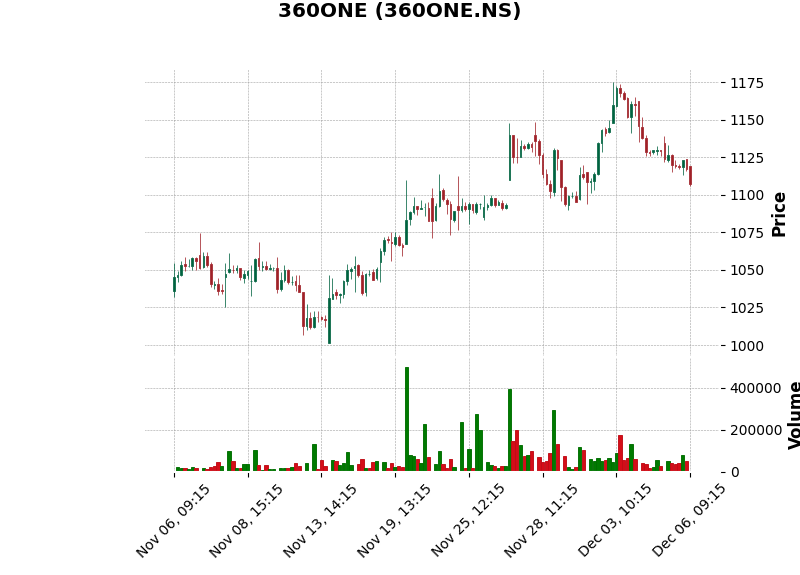 360ONE (360ONE.NS)
1175
1150
1125
1100
1075
1050
1025
1000
Price
400000
200000
0
Volume
Nov 06, 09:15
Nov 08, 15:15
Nov 13, 14:15
Nov 19, 13:15
Nov 25, 12:15
Nov 28, 11:15
Dec 03, 10:15
Dec 06, 09:15